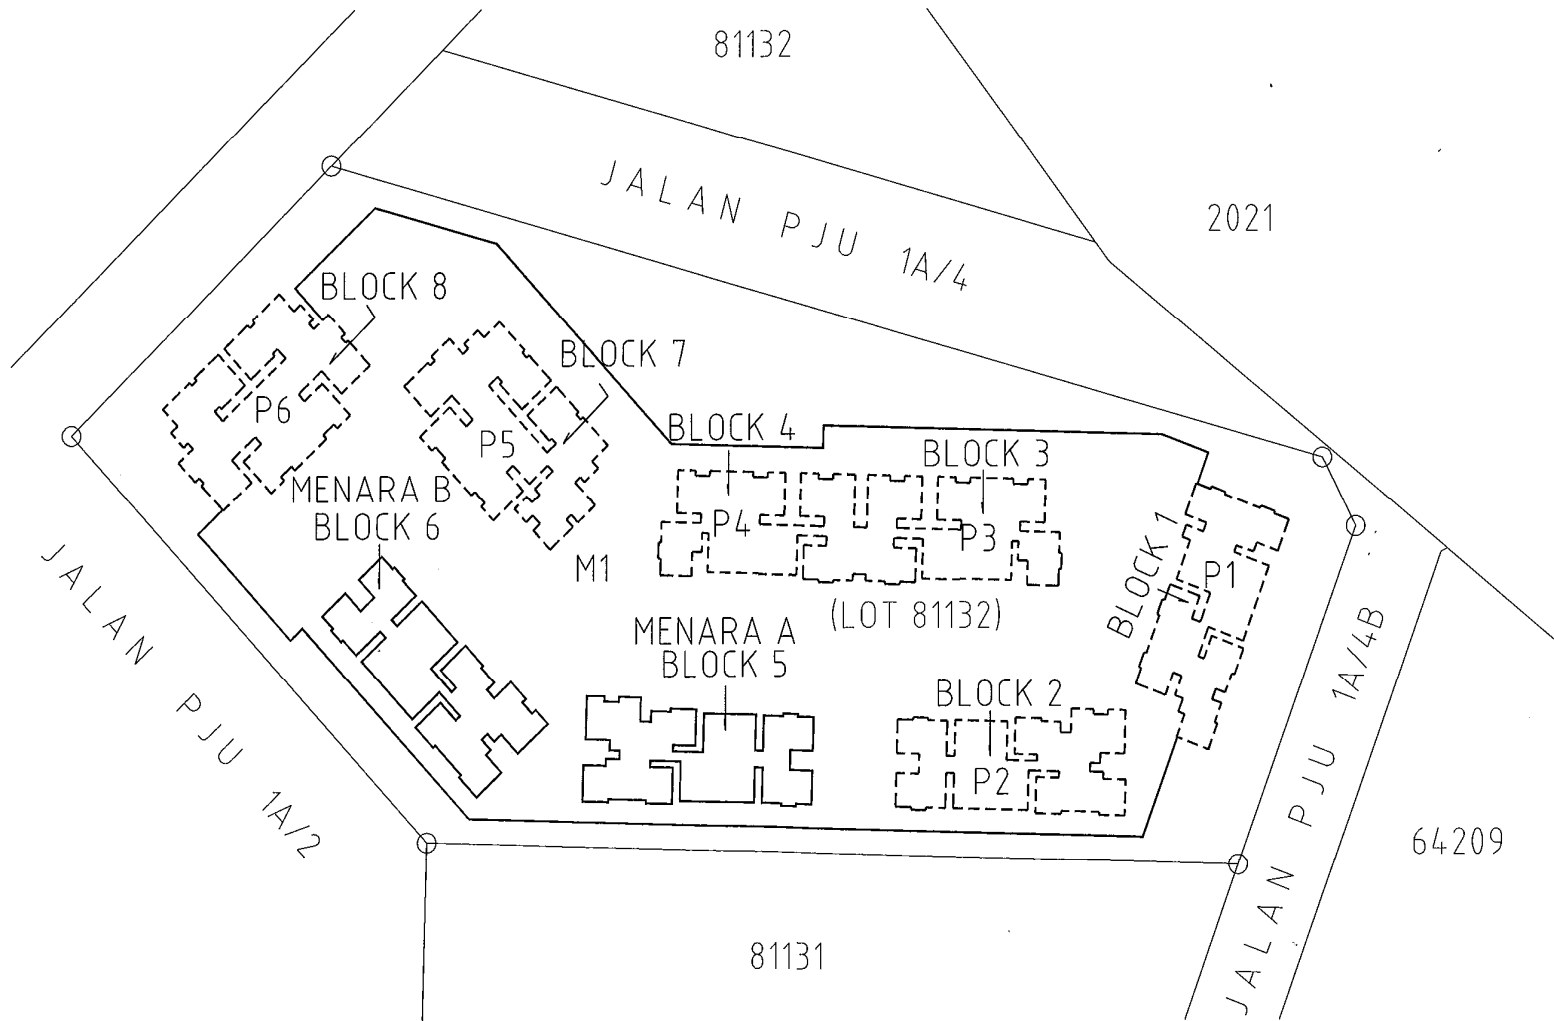 81132
JALAN PJU 1A/4
2021
BLOCK 8
BLOCK 7
P6
P5
BLOCK 4
BLOCK 3
MENARA B
BLOCK 6
P4
P3
BLOCK 1
P1
M1
(LOT 81132)
MENARA A
BLOCK 5
BLOCK 2
P2
JALAN PJU 1A/2
JALAN PJU 1A/4B
64209
81131